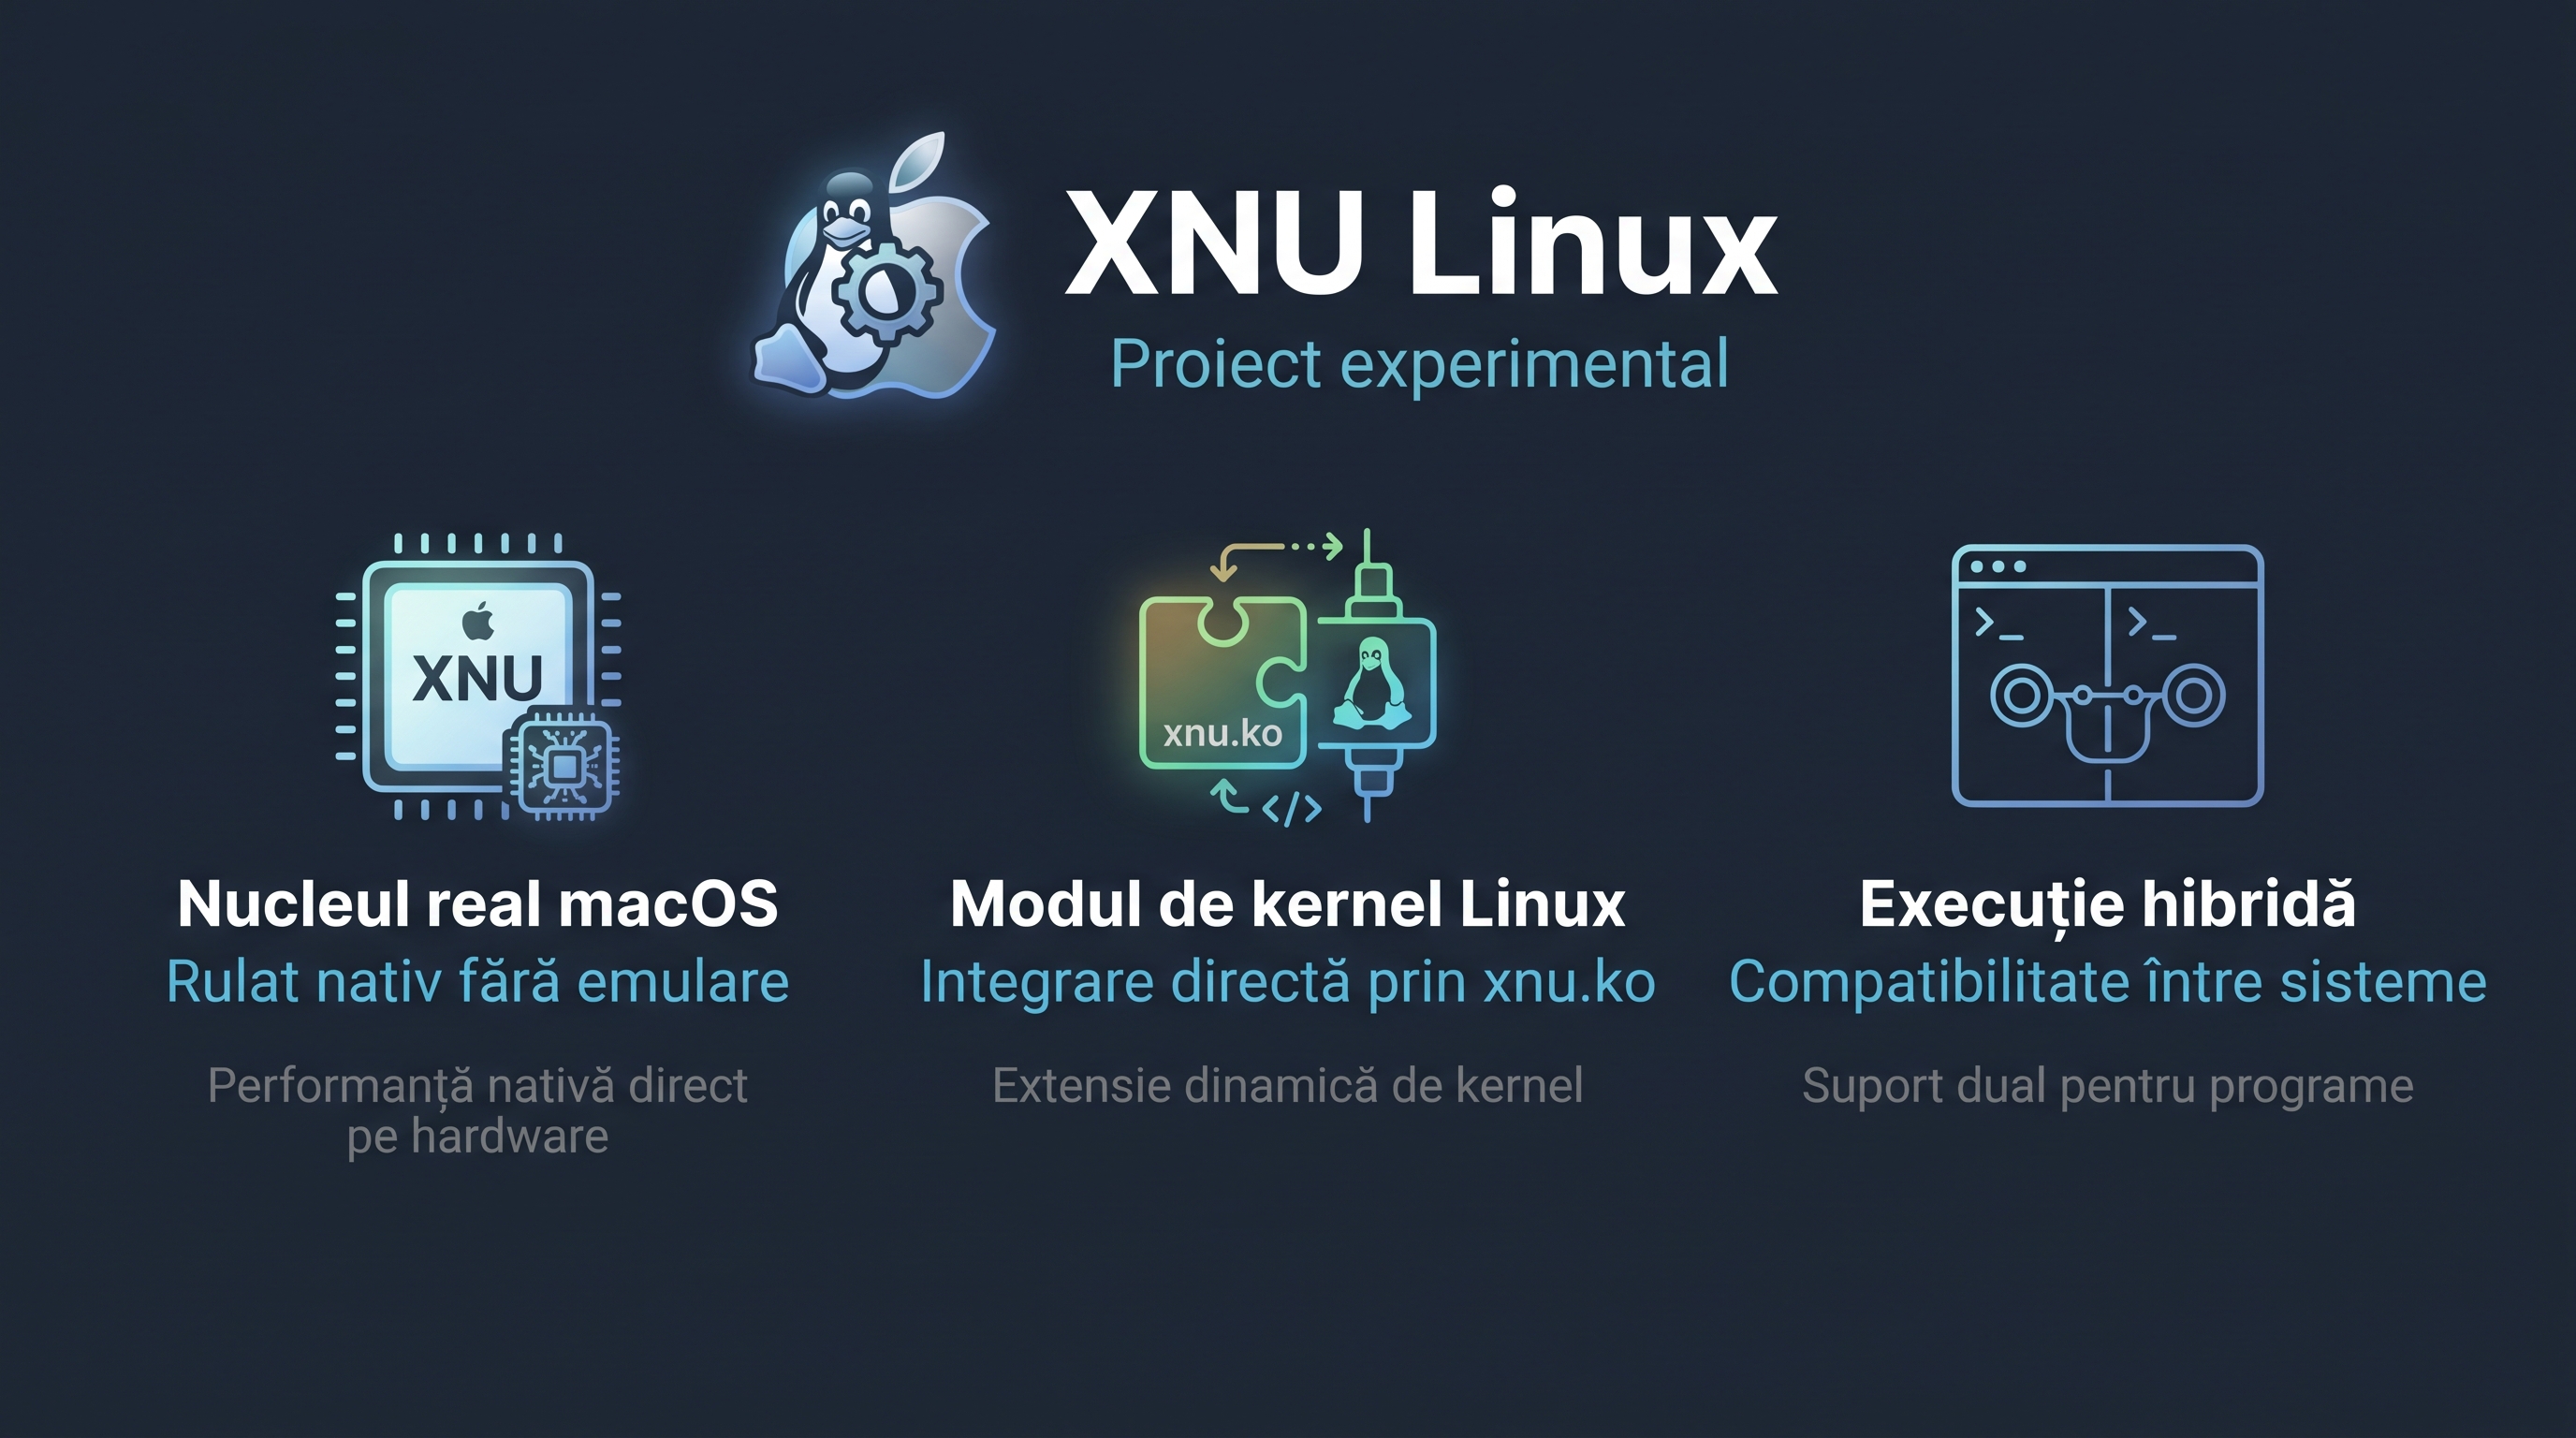 XNU Linux
Proiect experimental
XNU
xnu.ko
</>
>_ >_
Nucleul real macOS
Rulat nativ fără emulare
Performanță nativă direct
pe hardware
Modul de kernel Linux
Integrare directă prin xnu.ko
Extensie dinamică de kernel
Execuție hibridă
Compatibilitate între sisteme
Suport dual pentru programe